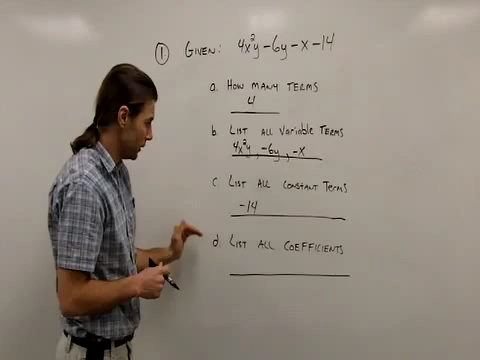 1. GIVEN: 4x²y - 6y - x - 14
a. HOW MANY TERMS
4
b. LIST ALL VARIABLE TERMS
4x²y, -6y, -x
c. LIST ALL CONSTANT TERMS
-14
d. LIST ALL COEFFICIENTS